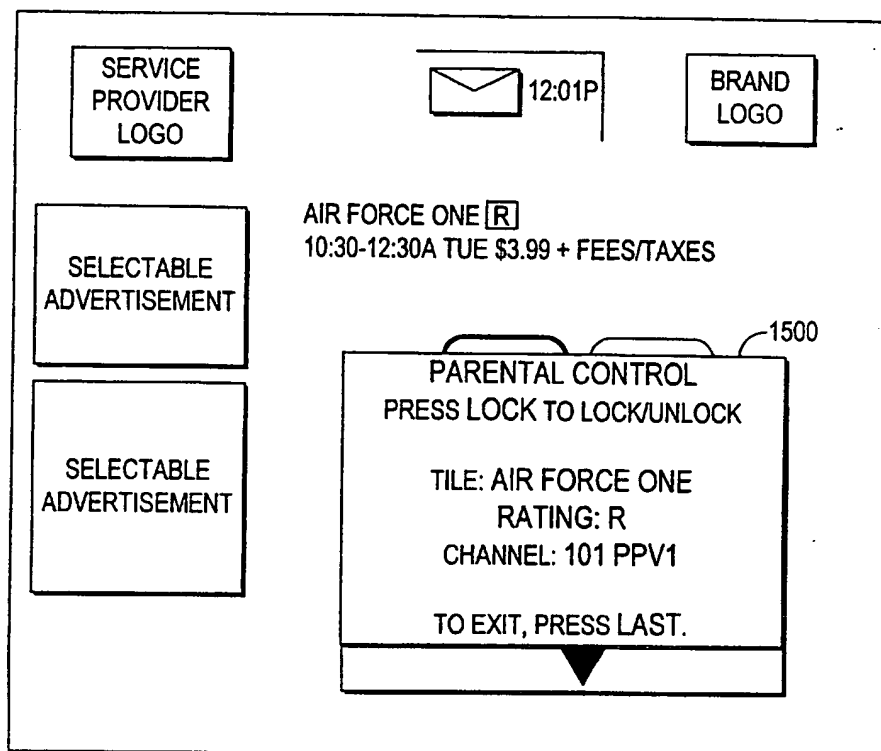 SERVICE
PROVIDER
LOGO
12:01P
BRAND
LOGO
AIR FORCE ONE R
10:30-12:30A TUE $3.99 + FEES/TAXES
SELECTABLE
ADVERTISEMENT
SELECTABLE
ADVERTISEMENT
1500
PARENTAL CONTROL
PRESS LOCK TO LOCK/UNLOCK
TILE: AIR FORCE ONE
RATING: R
CHANNEL: 101 PPV1
TO EXIT, PRESS LAST.